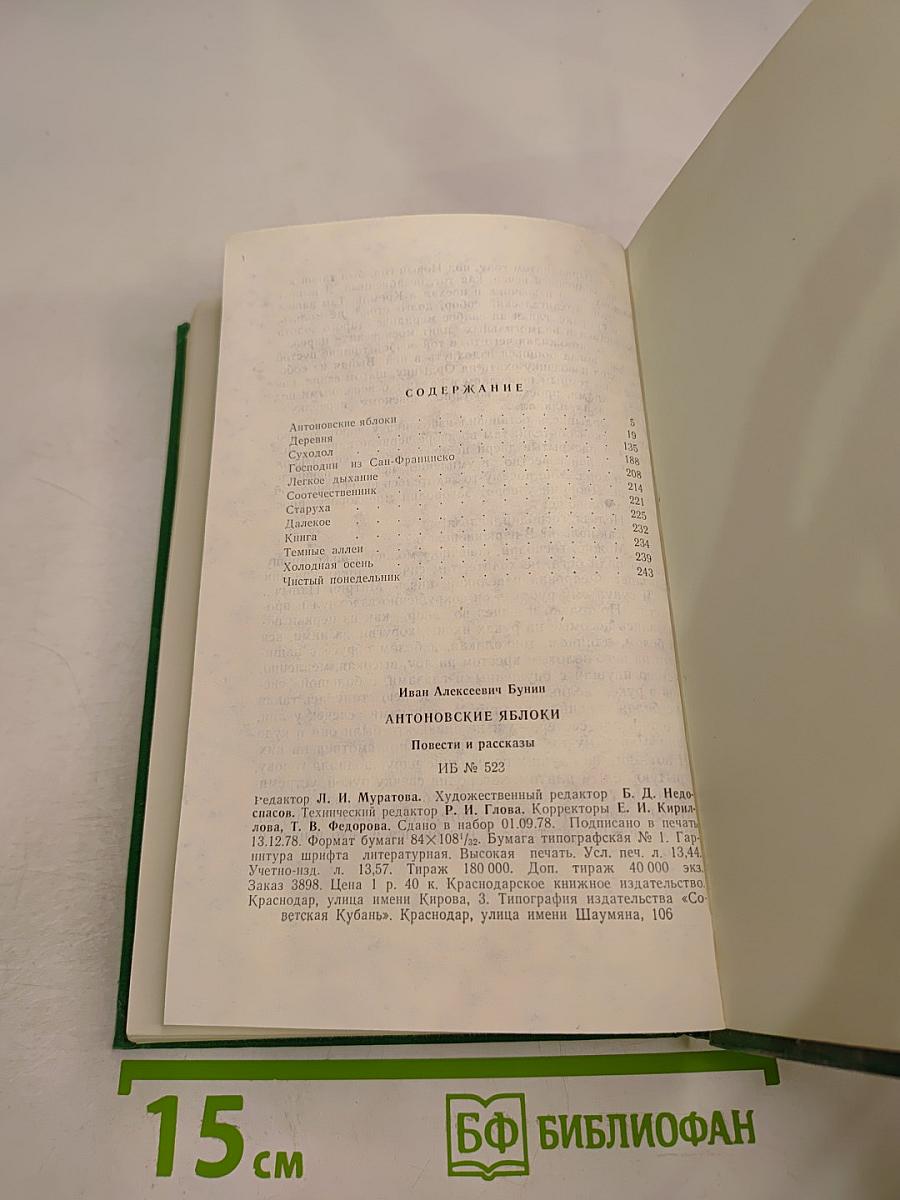 СОДЕРЖАНИЕ
Антоновские яблоки . . . . . . . . . . 5
Деревня . . . . . . . . . . 19
Суходол . . . . . . . . . . 135
Господин из Сан-Франциско . . . . . . . . . . 188
Легкое дыхание . . . . . . . . . . 208
Соотечественник . . . . . . . . . . 214
Старуха . . . . . . . . . . 221
Далекое . . . . . . . . . . 225
Книга . . . . . . . . . . 232
Темные аллеи . . . . . . . . . . 234
Холодная осень . . . . . . . . . . 239
Чистый понедельник . . . . . . . . . . 243
Иван Алексеевич Бунин
АНТОНОВСКИЕ ЯБЛОКИ
Повести и рассказы
ИБ № 523
Редактор Л. И. Муратова. Художественный редактор Б. Д. Недо-
спасов. Технический редактор Р. И. Глова. Корректоры Е. И. Кирил-
лова, Т. В. Федорова. Сдано в набор 01.09.78. Подписано в печать
13.12.78. Формат бумаги 84×108¹/₃₂. Бумага типографская № 1. Гар-
нитура шрифта литературная. Высокая печать. Усл. печ. л. 13,44.
Учетно-изд. л. 13,57. Тираж 180 000. Доп. тираж 40 000 экз.
Заказ 3898. Цена 1 р. 40 к. Краснодарское книжное издательство.
Краснодар, улица имени Кирова, 3. Типография издательства «Со-
ветская Кубань». Краснодар, улица имени Шаумяна, 106
15 см
БФ БИБЛИОФАН